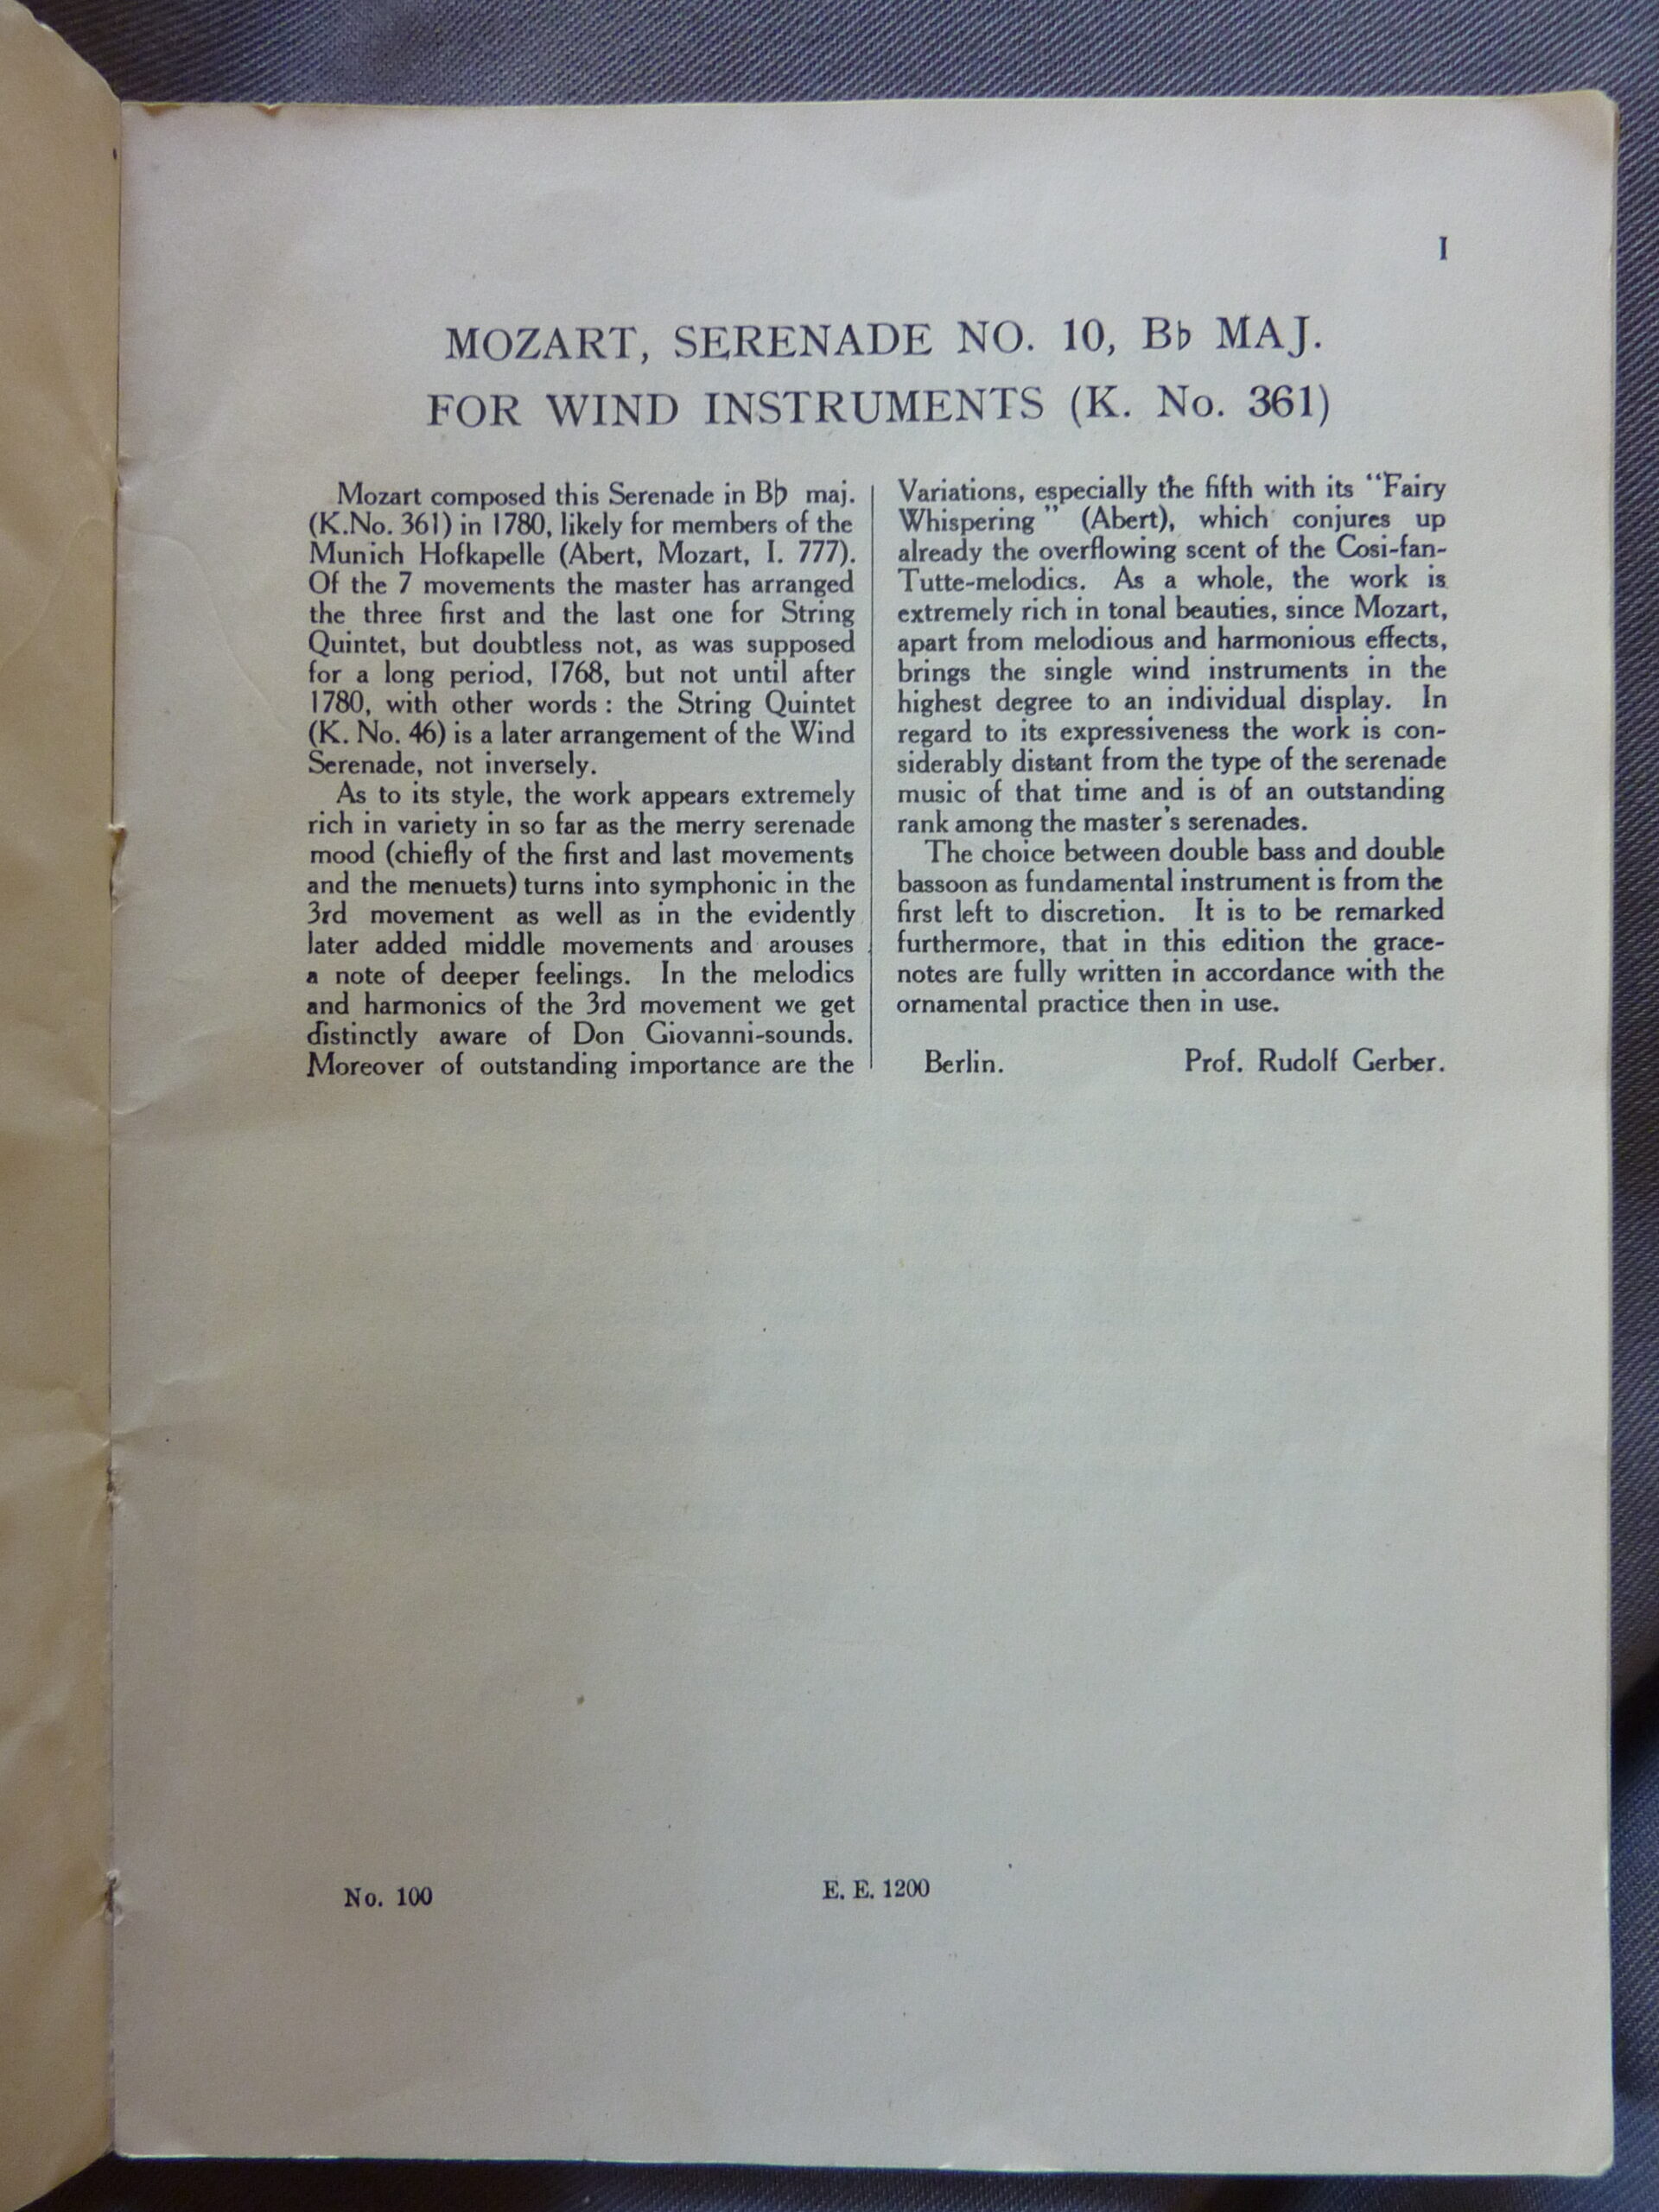 I
MOZART, SERENADE NO. 10, B♭ MAJ.
FOR WIND INSTRUMENTS (K. No. 361)
Mozart composed this Serenade in B♭ maj.
(K.No. 361) in 1780, likely for members of the
Munich Hofkapelle (Abert, Mozart, I. 777).
Of the 7 movements the master has arranged
the three first and the last one for String
Quintet, but doubtless not, as was supposed
for a long period, 1768, but not until after
1780, with other words : the String Quintet
(K. No. 46) is a later arrangement of the Wind
Serenade, not inversely.
As to its style, the work appears extremely
rich in variety in so far as the merry serenade
mood (chiefly of the first and last movements
and the menuets) turns into symphonic in the
3rd movement as well as in the evidently
later added middle movements and arouses
a note of deeper feelings. In the melodics
and harmonics of the 3rd movement we get
distinctly aware of Don Giovanni-sounds.
Moreover of outstanding importance are the
Variations, especially the fifth with its “Fairy
Whispering” (Abert), which conjures up
already the overflowing scent of the Cosi-fan-
Tutte-melodics. As a whole, the work is
extremely rich in tonal beauties, since Mozart,
apart from melodious and harmonious effects,
brings the single wind instruments in the
highest degree to an individual display. In
regard to its expressiveness the work is con-
siderably distant from the type of the serenade
music of that time and is of an outstanding
rank among the master's serenades.
The choice between double bass and double
bassoon as fundamental instrument is from the
first left to discretion. It is to be remarked
furthermore, that in this edition the grace-
notes are fully written in accordance with the
ornamental practice then in use.
Berlin. Prof. Rudolf Gerber.
No. 100 E. E. 1200